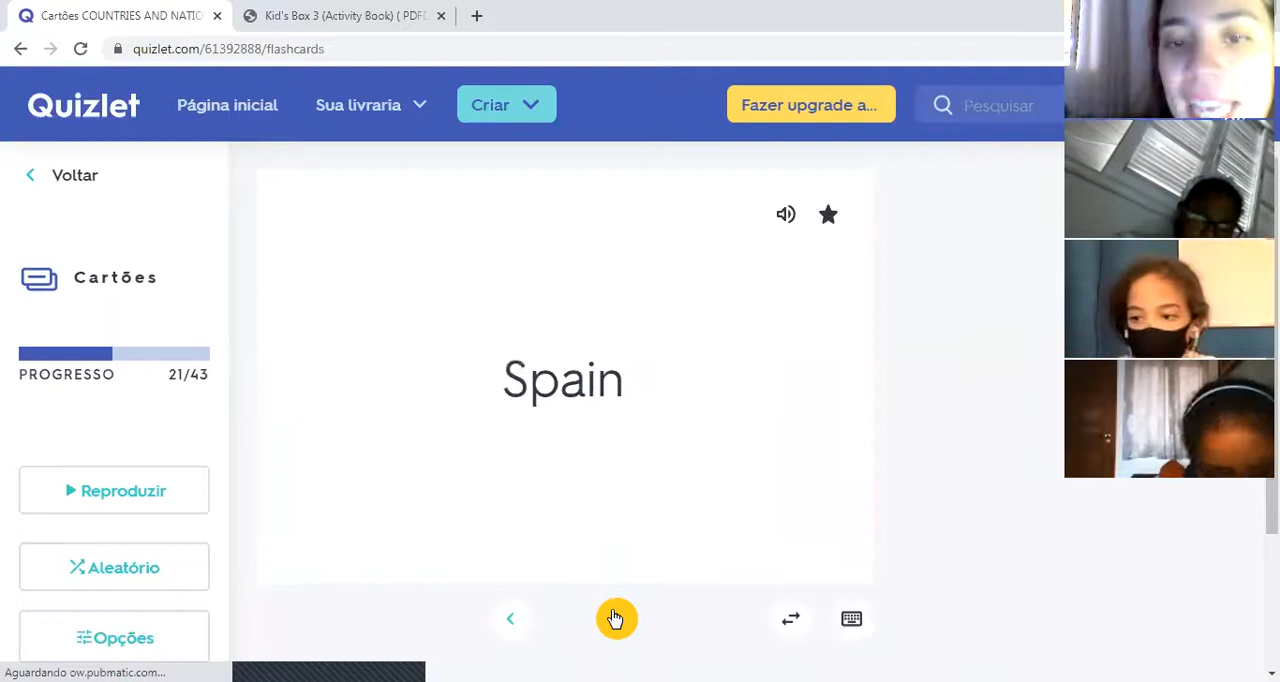 Cartões COUNTRIES AND NATIO
Kid's Box 3 (Activity Book) ( PDFD
quizlet.com/61392888/flashcards
Quizlet
Página inicial
Sua livraria
Criar
Fazer upgrade a...
Pesquisar
Voltar
Cartões
PROGRESSO 21/43
Spain
Reproduzir
Aleatório
Opções
Aguardando ow.pubmatic.com...